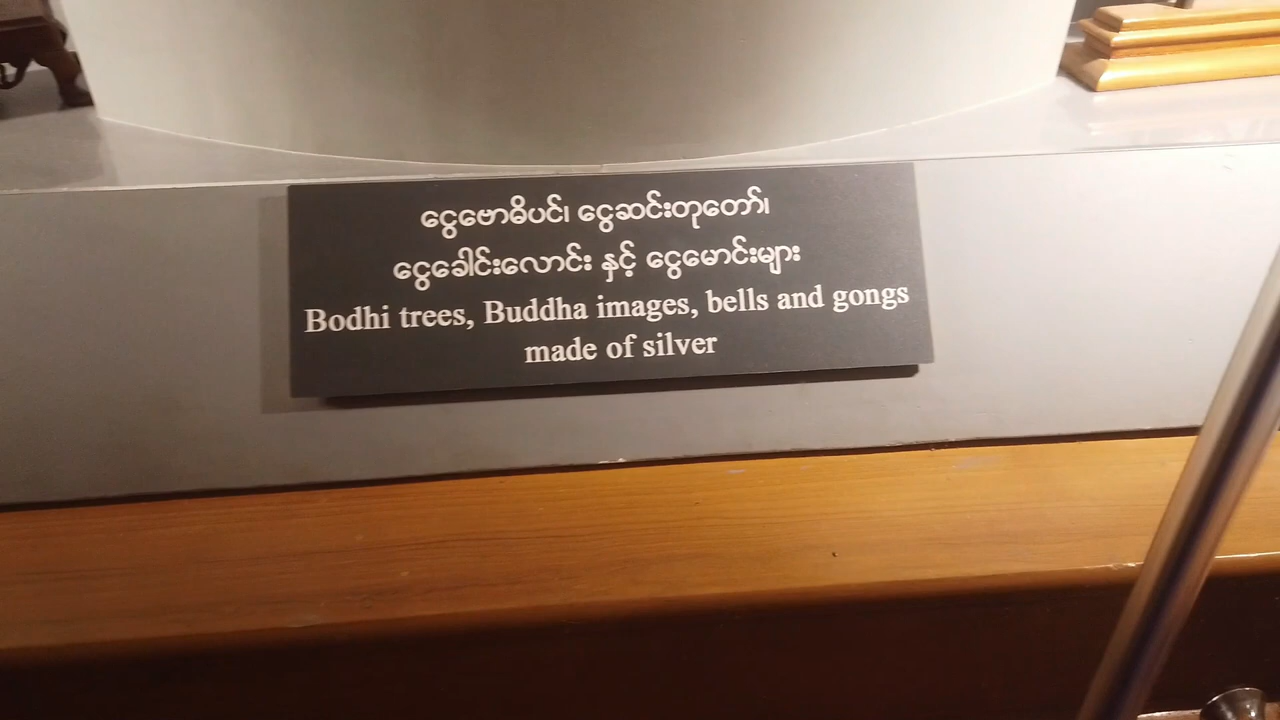 ငွေဗောဓိပင်၊ ငွေဆင်းတုတော်၊
ငွေခေါင်းလောင်း နှင့် ငွေမောင်းများ
Bodhi trees, Buddha images, bells and gongs
made of silver